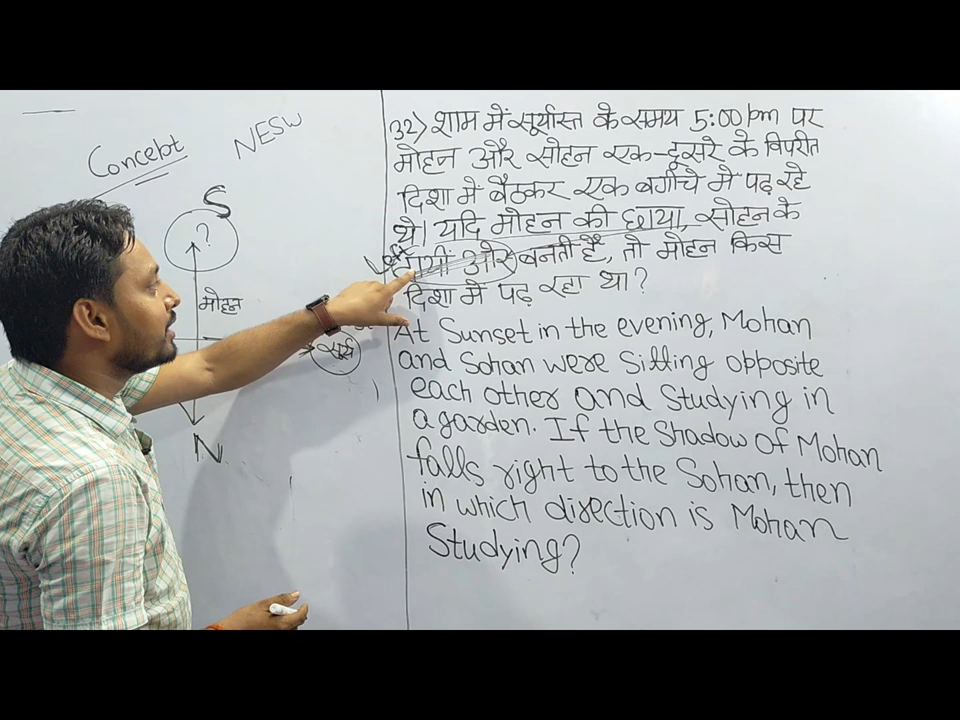 Concebt
NESW
S
?
मोहन
सूर्य
N
32) शाम में सूर्यास्त के समय 5:00 pm पर
मोहन और सोहन एक-दूसरे के विपरीत
दिशा में बैठकर एक बगीचे में पढ़ रहे
थे। यदि मोहन की छाया, सोहन के
दायीं ओर बनती है, तो मोहन किस
दिशा में पढ़ रहा था?
At Sunset in the evening, Mohan
and Sohan were Sitting opposite
each other and Studying in
a garden. If the Shadow Of Mohan
falls right to the Sohan, then
in which direction is Mohan
Studying?